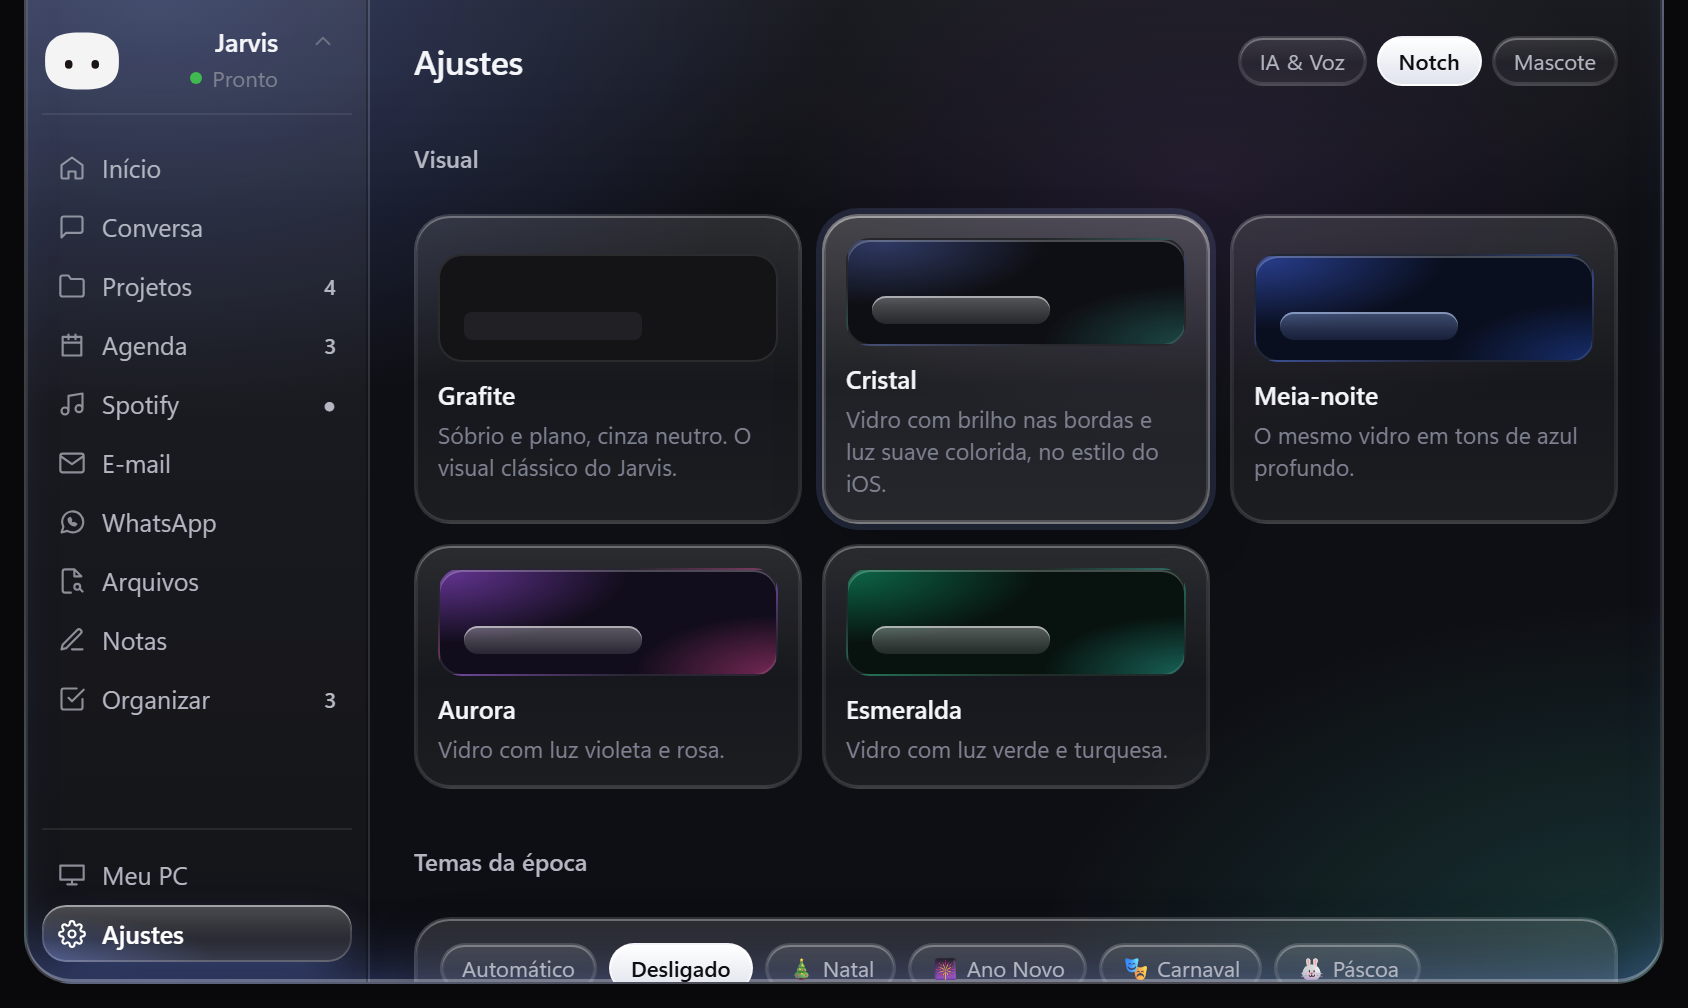 Jarvis
Pronto
Início
Conversa
Projetos 4
Agenda 3
Spotify
E-mail
WhatsApp
Arquivos
Notas
Organizar 3
Meu PC
Ajustes
Ajustes
IA & Voz
Notch
Mascote
Visual
Grafite
Sóbrio e plano, cinza neutro. O
visual clássico do Jarvis.
Cristal
Vidro com brilho nas bordas e
luz suave colorida, no estilo do
iOS.
Meia-noite
O mesmo vidro em tons de azul
profundo.
Aurora
Vidro com luz violeta e rosa.
Esmeralda
Vidro com luz verde e turquesa.
Temas da época
Automático
Desligado
Natal
Ano Novo
Carnaval
Páscoa